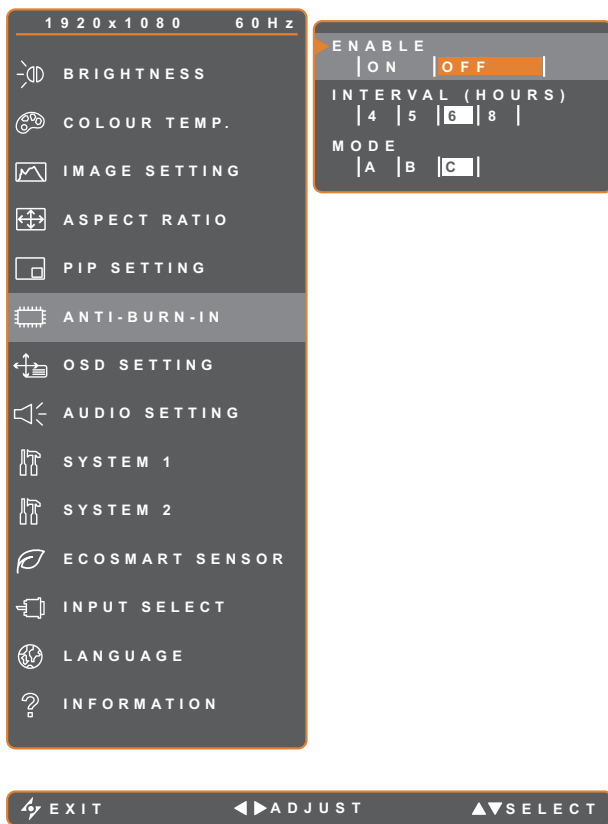 1920x1080 60Hz
BRIGHTNESS
COLOUR TEMP.
IMAGE SETTING
ASPECT RATIO
PIP SETTING
ANTI-BURN-IN
OSD SETTING
AUDIO SETTING
SYSTEM 1
SYSTEM 2
ECOSMART SENSOR
INPUT SELECT
LANGUAGE
INFORMATION
ENABLE
ON OFF
INTERVAL (HOURS)
4 5 6 8
MODE
A B C
EXIT ADJUST SELECT